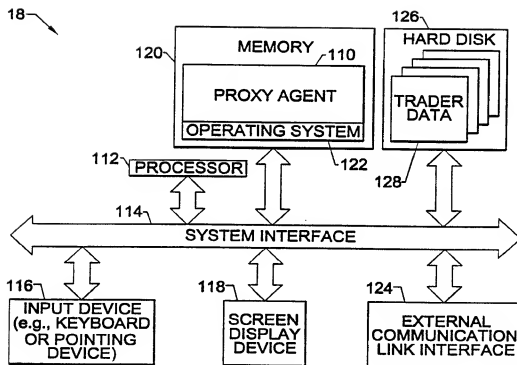 18
120
MEMORY
110
PROXY AGENT
OPERATING SYSTEM
122
126
HARD DISK
TRADER
DATA
128
112
PROCESSOR
114
SYSTEM INTERFACE
116
INPUT DEVICE
(e.g., KEYBOARD
OR POINTING
DEVICE)
118
SCREEN
DISPLAY
DEVICE
124
EXTERNAL
COMMUNICATION
LINK INTERFACE